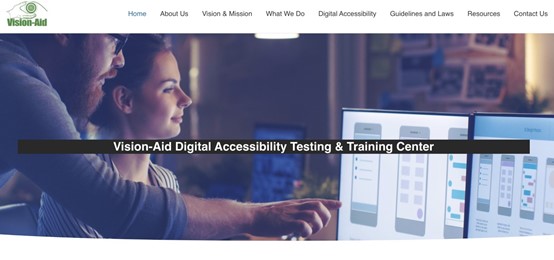 Vision-Aid
Home About Us Vision & Mission What We Do Digital Accessibility Guidelines and Laws Resources Contact Us
Vision-Aid Digital Accessibility Testing & Training Center